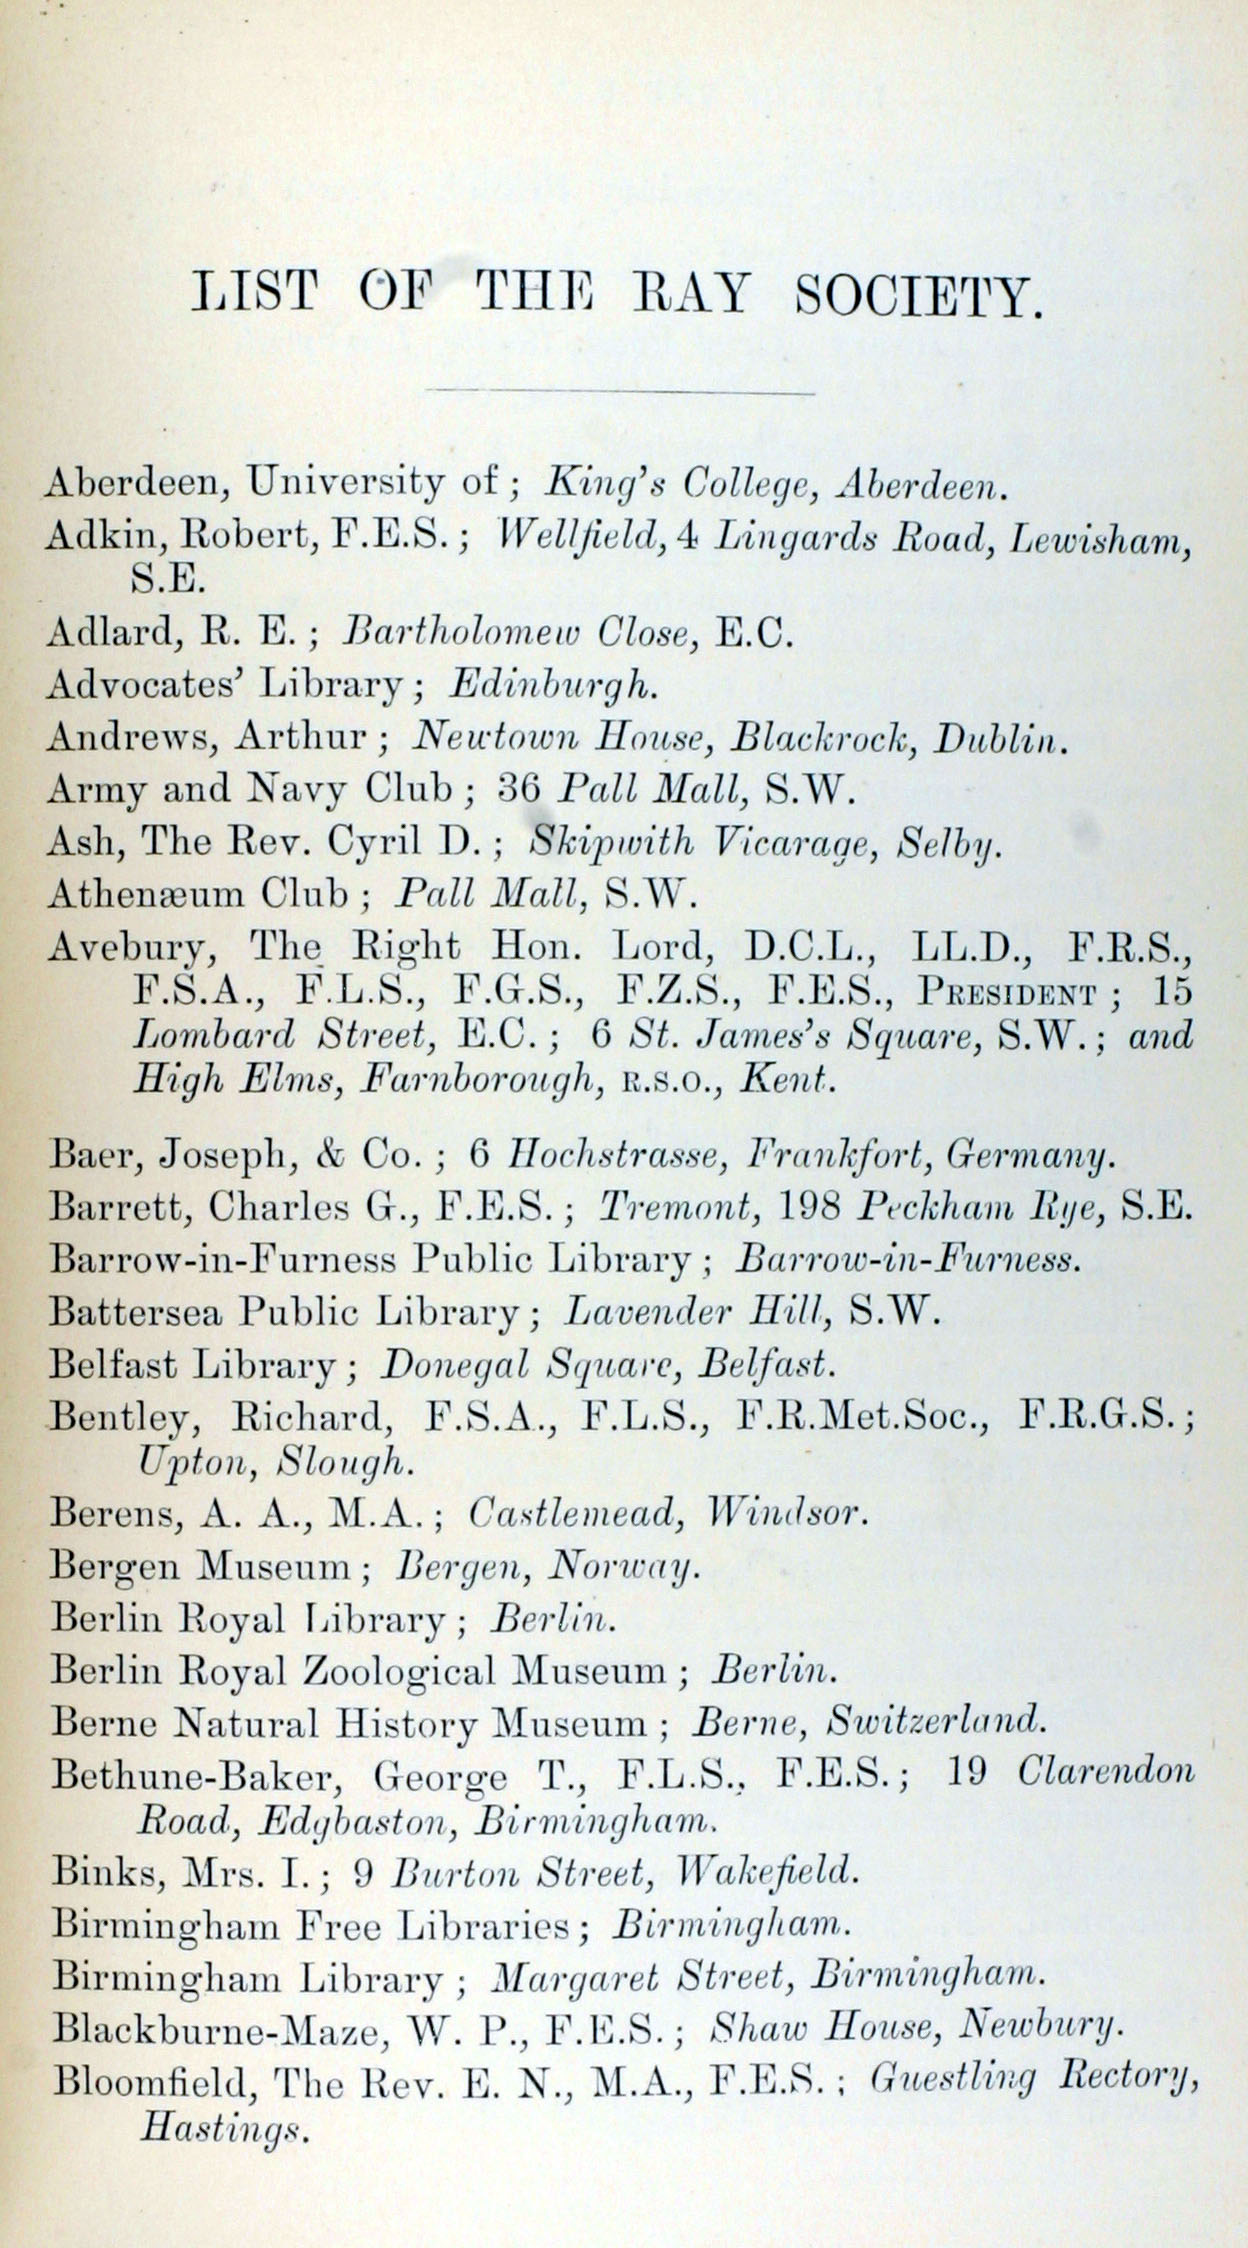 LIST OF THE RAY SOCIETY.
Aberdeen, University of; King's College, Aberdeen.
Adkin, Robert, F.E.S.; Wellfield, 4 Lingards Road, Lewisham,
S.E.
Adlard, R. E.; Bartholomew Close, E.C.
Advocates' Library; Edinburgh.
Andrews, Arthur; Newtown House, Blackrock, Dublin.
Army and Navy Club; 36 Pall Mall, S.W.
Ash, The Rev. Cyril D.; Skipwith Vicarage, Selby.
Athenæum Club; Pall Mall, S.W.
Avebury, The Right Hon. Lord, D.C.L., LL.D., F.R.S.,
F.S.A., F.L.S., F.G.S., F.Z.S., F.E.S., PRESIDENT; 15
Lombard Street, E.C.; 6 St. James's Square, S.W.; and
High Elms, Farnborough, R.S.O., Kent.
Baer, Joseph, & Co.; 6 Hochstrasse, Frankfort, Germany.
Barrett, Charles G., F.E.S.; Tremont, 198 Peckham Rye, S.E.
Barrow-in-Furness Public Library; Barrow-in-Furness.
Battersea Public Library; Lavender Hill, S.W.
Belfast Library; Donegal Square, Belfast.
Bentley, Richard, F.S.A., F.L.S., F.R.Met.Soc., F.R.G.S.;
Upton, Slough.
Berens, A. A., M.A.; Castlemead, Windsor.
Bergen Museum; Bergen, Norway.
Berlin Royal Library; Berlin.
Berlin Royal Zoological Museum; Berlin.
Berne Natural History Museum; Berne, Switzerland.
Bethune-Baker, George T., F.L.S., F.E.S.; 19 Clarendon
Road, Edgbaston, Birmingham.
Binks, Mrs. I.; 9 Burton Street, Wakefield.
Birmingham Free Libraries; Birmingham.
Birmingham Library; Margaret Street, Birmingham.
Blackburne-Maze, W. P., F.E.S.; Shaw House, Newbury.
Bloomfield, The Rev. E. N., M.A., F.E.S.; Guestling Rectory,
Hastings.